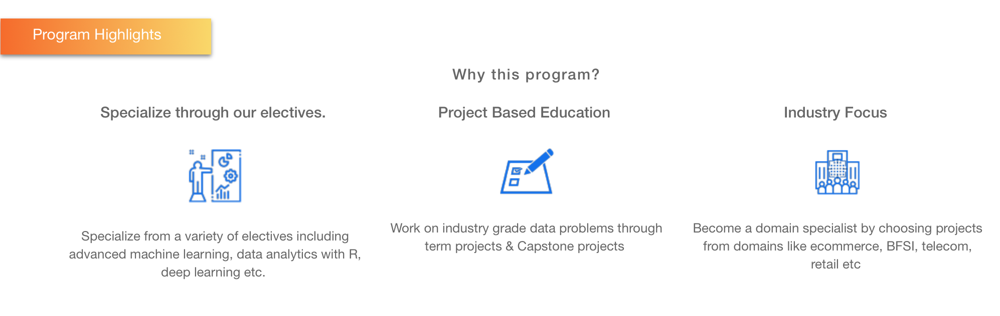 Program Highlights
Why this program?
Specialize through our electives.
Specialize from a variety of electives including
advanced machine learning, data analytics with R,
deep learning etc.
Project Based Education
Work on industry grade data problems through
term projects & Capstone projects
Industry Focus
Become a domain specialist by choosing projects
from domains like ecommerce, BFSI, telecom,
retail etc